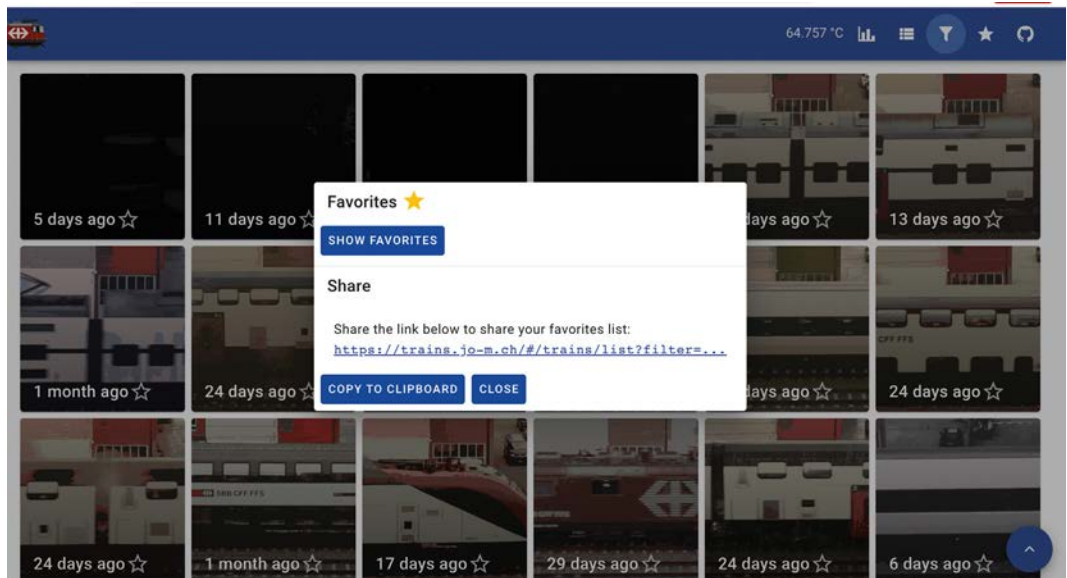 64.757 °C
5 days ago
11 days ago
days ago
13 days ago
Favorites
SHOW FAVORITES
Share
Share the link below to share your favorites list:
https://trains.jo-m.ch/#/trains/list?filter=...
COPY TO CLIPBOARD
CLOSE
1 month ago
24 days ago
days ago
24 days ago
CFF FFS
SBB CFF FFS
24 days ago
1 month ago
17 days ago
29 days ago
24 days ago
6 days ago